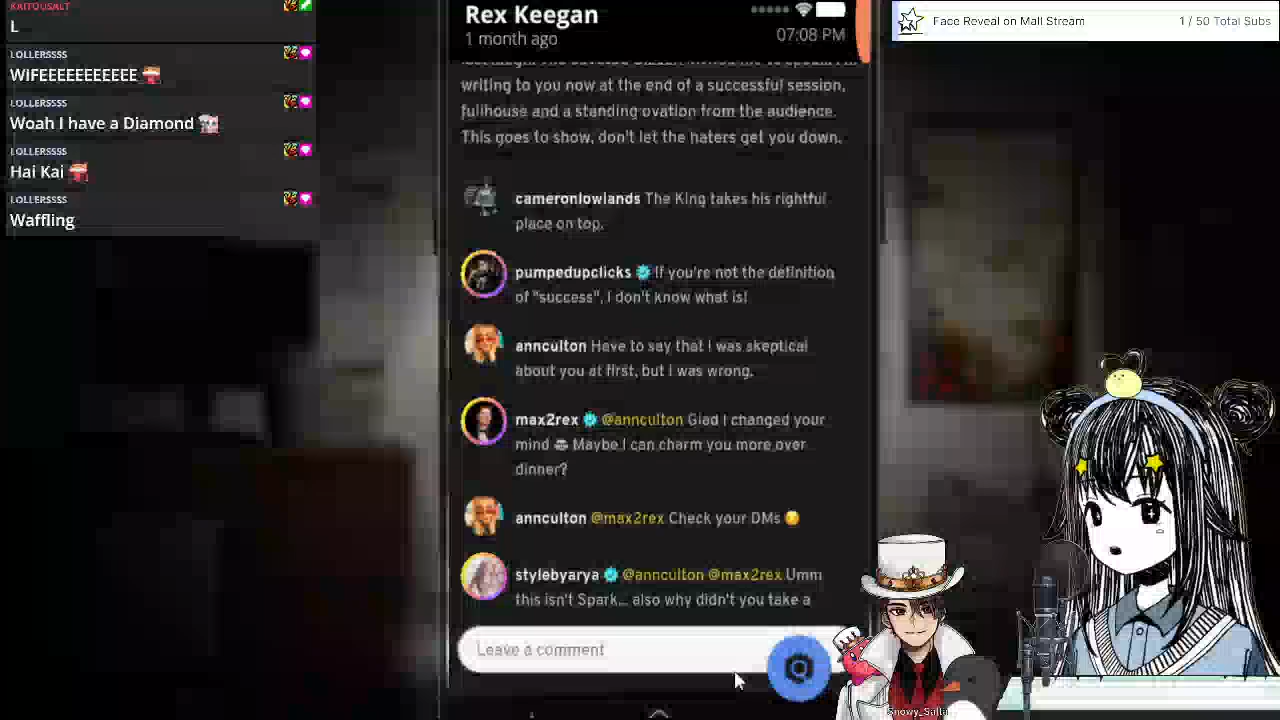 KAITOUSALT
L
LOLLERSSSS
WIFEEEEEEEEEEE
LOLLERSSSS
Woah I have a Diamond
LOLLERSSSS
Hai Kai
LOLLERSSSS
Waffling
Rex Keegan
1 month ago
07:08 PM
writing to you now at the end of a successful session,
fullhouse and a standing ovation from the audience.
This goes to show, don't let the haters get you down.
cameronlowlands The King takes his rightful
place on top.
pumpedupclicks If you're not the definition
of "success", I don't know what is!
annculton Have to say that I was skeptical
about you at first, but I was wrong.
max2rex @annculton Glad I changed your
mind Maybe I can charm you more over
dinner?
annculton @max2rex Check your DMs
stylebyarya @annculton @max2rex Umm
this isn't Spark... also why didn't you take a
Leave a comment
Face Reveal on Mall Stream
1 / 50 Total Subs